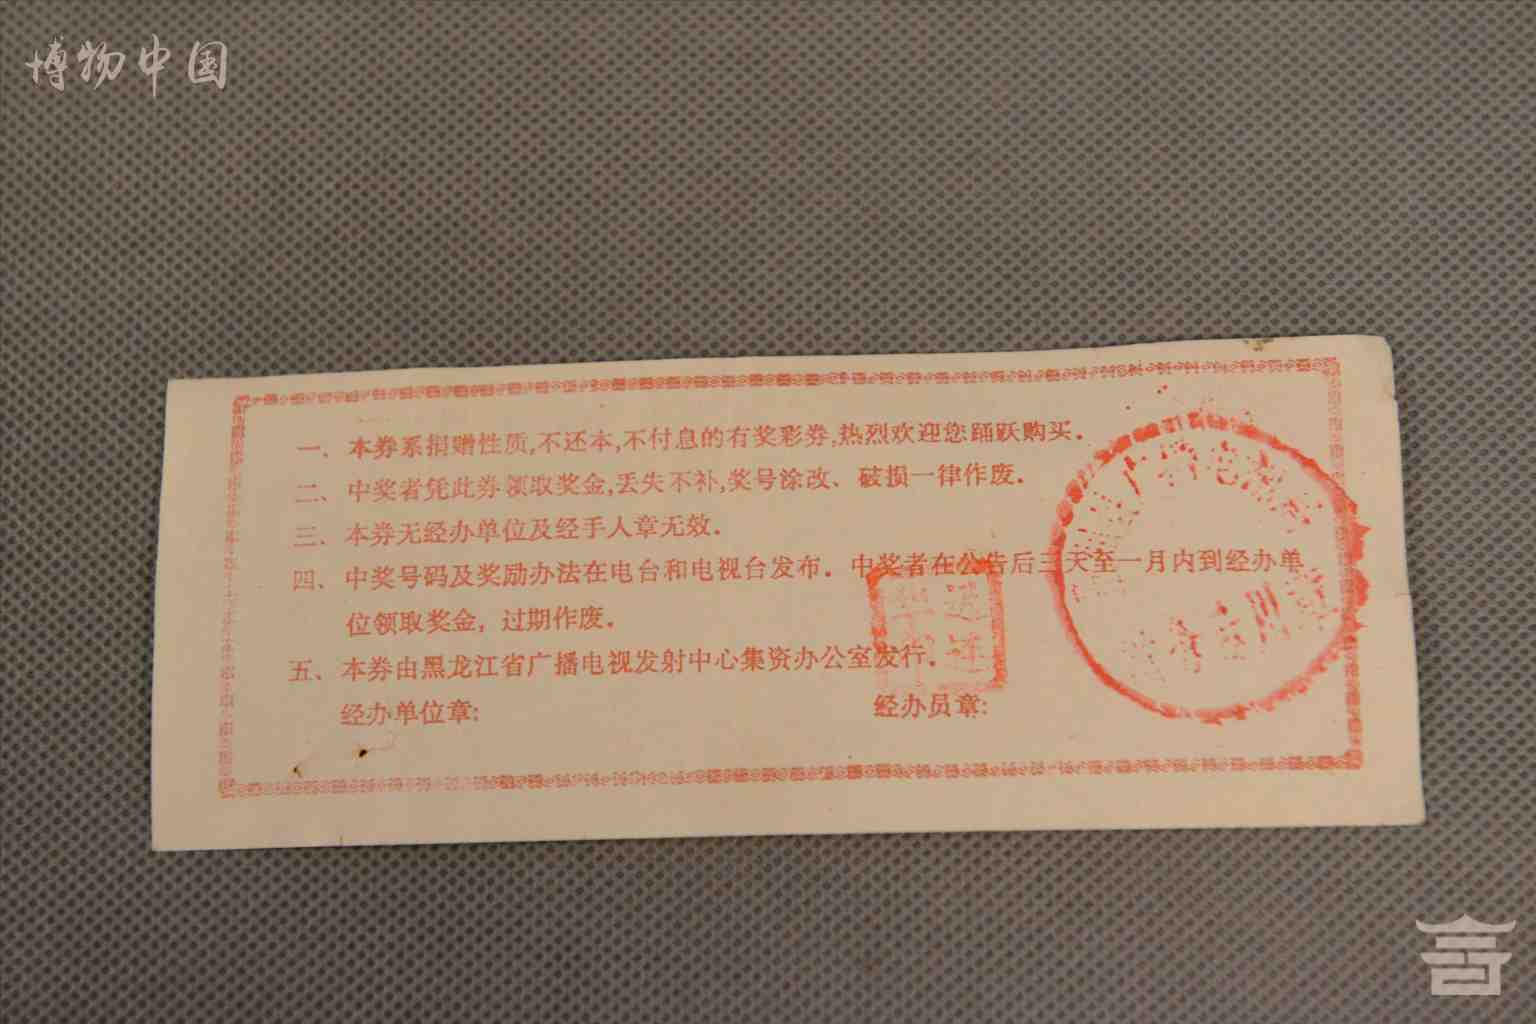 博物中国
一、本券系捐赠性质,不还本,不付息的有奖彩券,热烈欢迎您踊跃购买.
二、中奖者凭此券领取奖金,丢失不补,奖号涂改、破损一律作废.
三、本券无经办单位及经手人章无效.
四、中奖号码及奖励办法在电台和电视台发布. 中奖者在公告后三天至一月内到经办单
位领取奖金, 过期作废.
五、本券由黑龙江省广播电视发射中心集资办公室发行.
经办单位章: 经办员章: